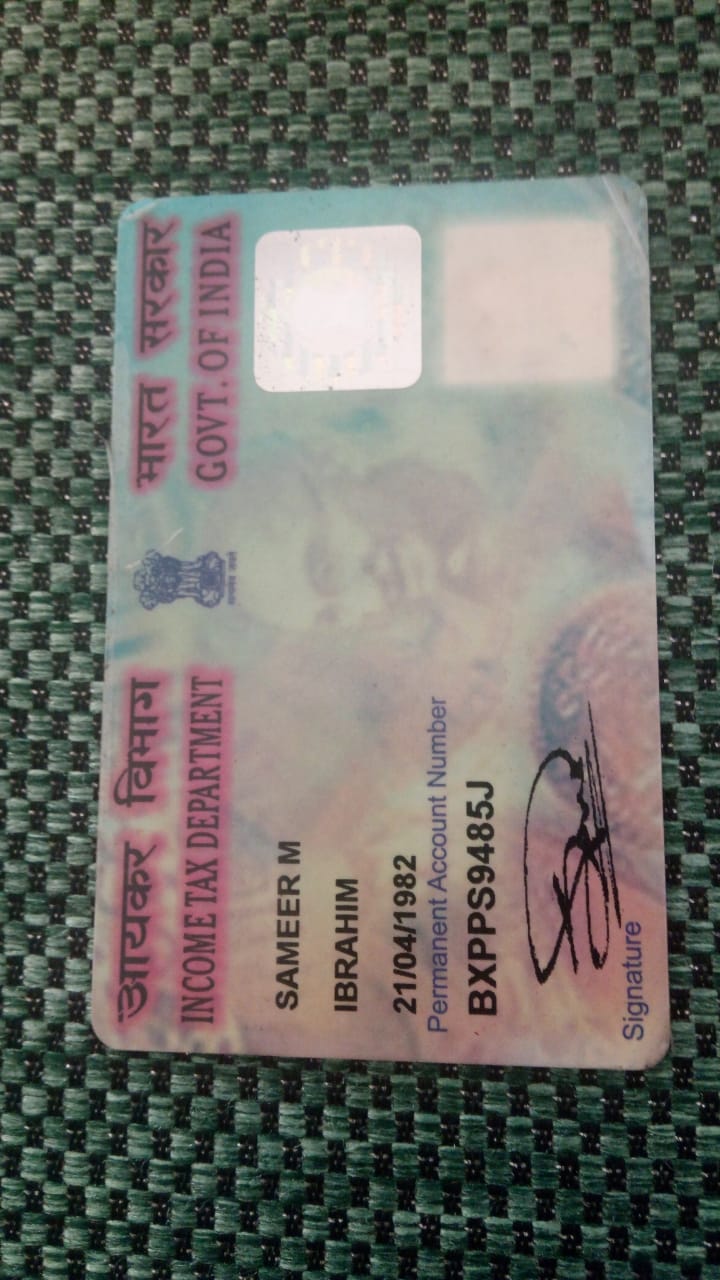 आयकर विभाग
INCOME TAX DEPARTMENT
भारत सरकार
GOVT. OF INDIA
SAMEER M
IBRAHIM
21/04/1982
Permanent Account Number
BXPPS9485J
Signature